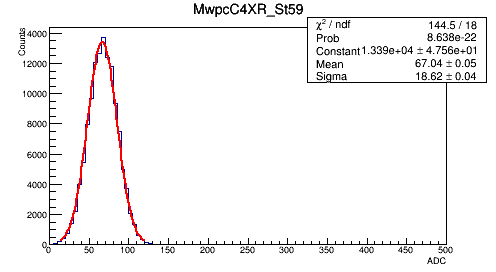 MwpcC4XR_St59
χ² / ndf 144.5 / 18
Prob 8.638e-22
Constant 1.339e+04 ± 4.756e+01
Mean 67.04 ± 0.05
Sigma 18.62 ± 0.04
Counts
14000
12000
10000
8000
6000
4000
2000
0
0 50 100 150 200 250 300 350 400 450 500
ADC